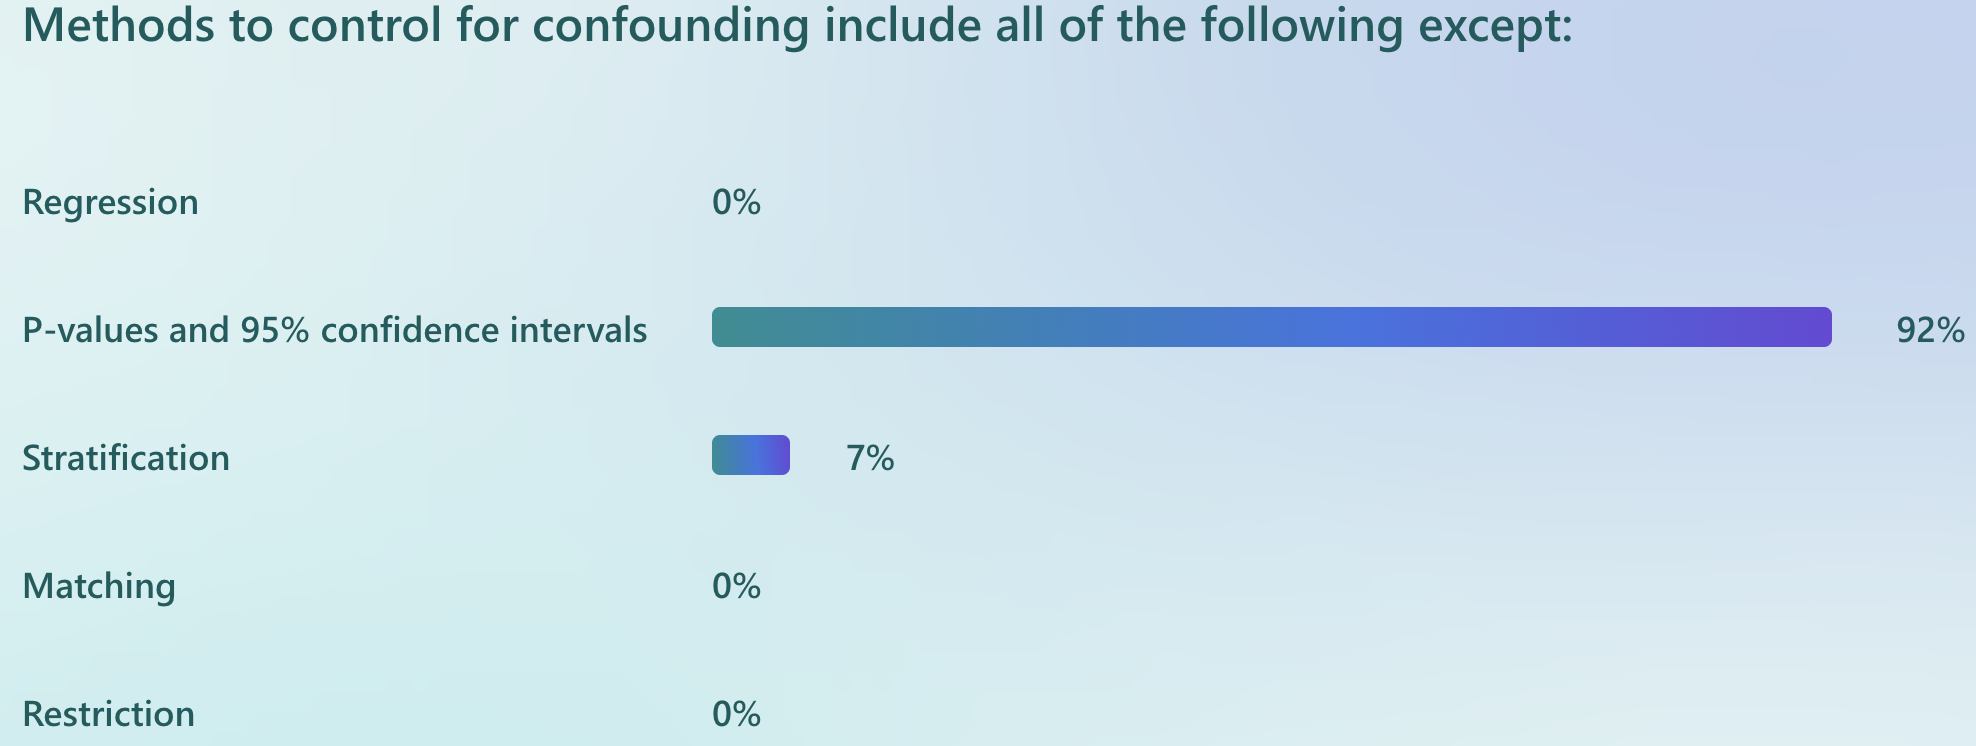 Methods to control for confounding include all of the following except:
Regression 0%
P-values and 95% confidence intervals 92%
Stratification 7%
Matching 0%
Restriction 0%